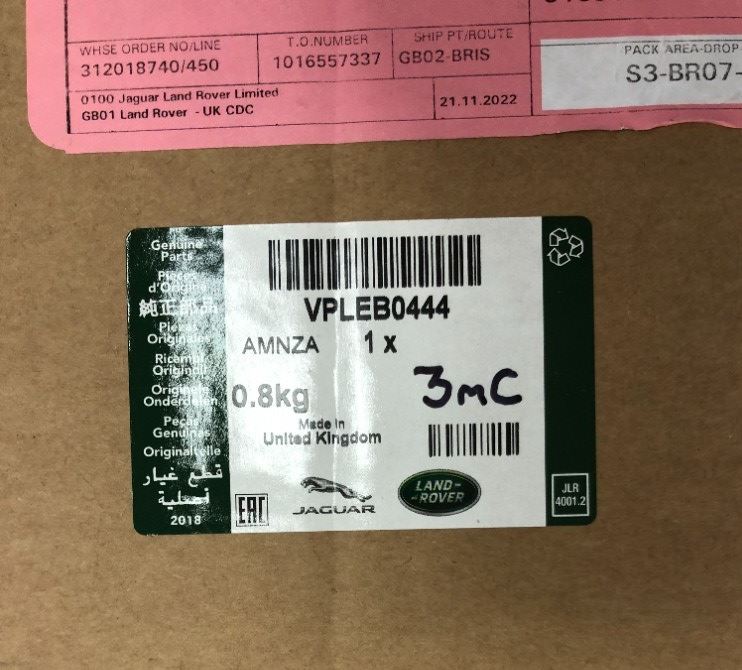 WHSE ORDER NO/LINE
312018740/450
T.O.NUMBER
1016557337
SHIP PT/ROUTE
GB02-BRIS
PACK AREA-DROP
S3-BR07-
0100 Jaguar Land Rover Limited
GB01 Land Rover - UK CDC
21.11.2022
Genuine
Parts
Pièces
d'Origine
純正部品
Piezas
Originales
Ricambi
Originali
Originele
Onderdelen
Peças
Genuínas
Originalteile
قطع غيار
أصلية
2018
VPLEB0444
AMNZA 1 x
0.8kg
3mC
Made in
United Kingdom
EAC
JAGUAR
LAND-
-ROVER
JLR
4001.2